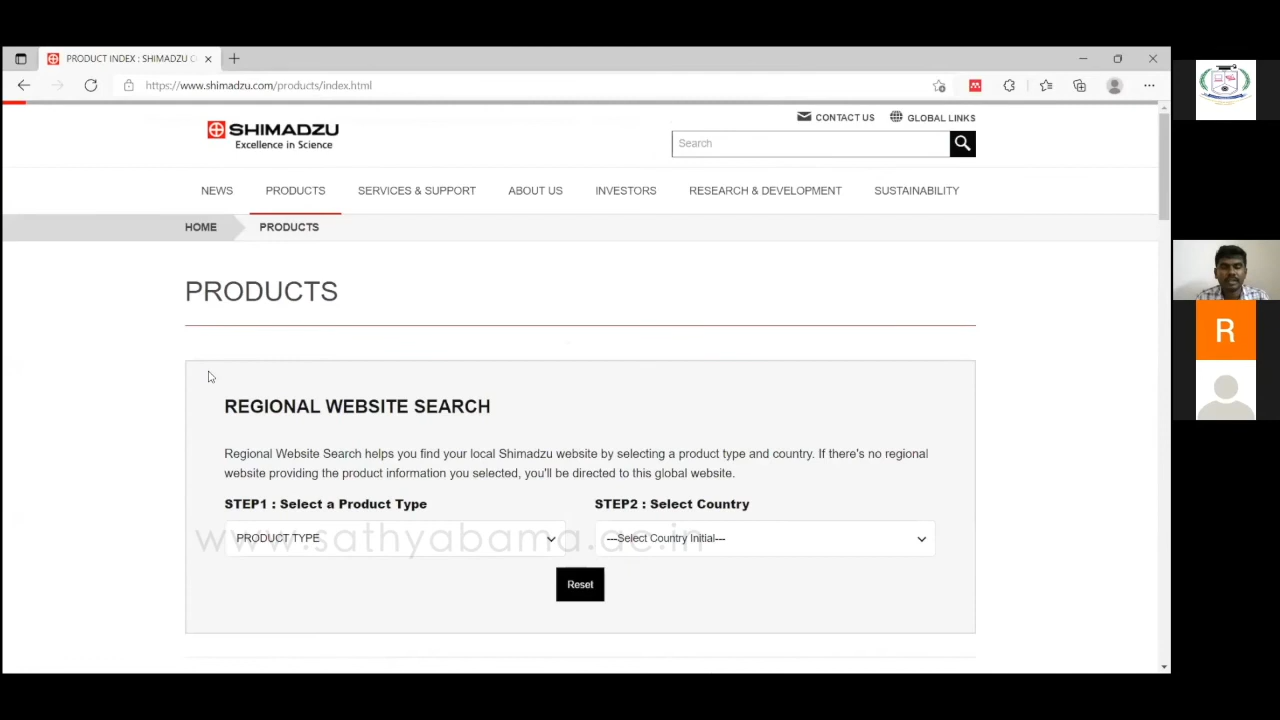 PRODUCT INDEX : SHIMADZU C
https://www.shimadzu.com/products/index.html
CONTACT US
GLOBAL LINKS
SHIMADZU
Excellence in Science
Search
NEWS
PRODUCTS
SERVICES & SUPPORT
ABOUT US
INVESTORS
RESEARCH & DEVELOPMENT
SUSTAINABILITY
HOME
PRODUCTS
PRODUCTS
R
REGIONAL WEBSITE SEARCH
Regional Website Search helps you find your local Shimadzu website by selecting a product type and country. If there's no regional
website providing the product information you selected, you'll be directed to this global website.
STEP1 : Select a Product Type
STEP2 : Select Country
www.sathyabama.ac.in
PRODUCT TYPE
---Select Country Initial---
Reset